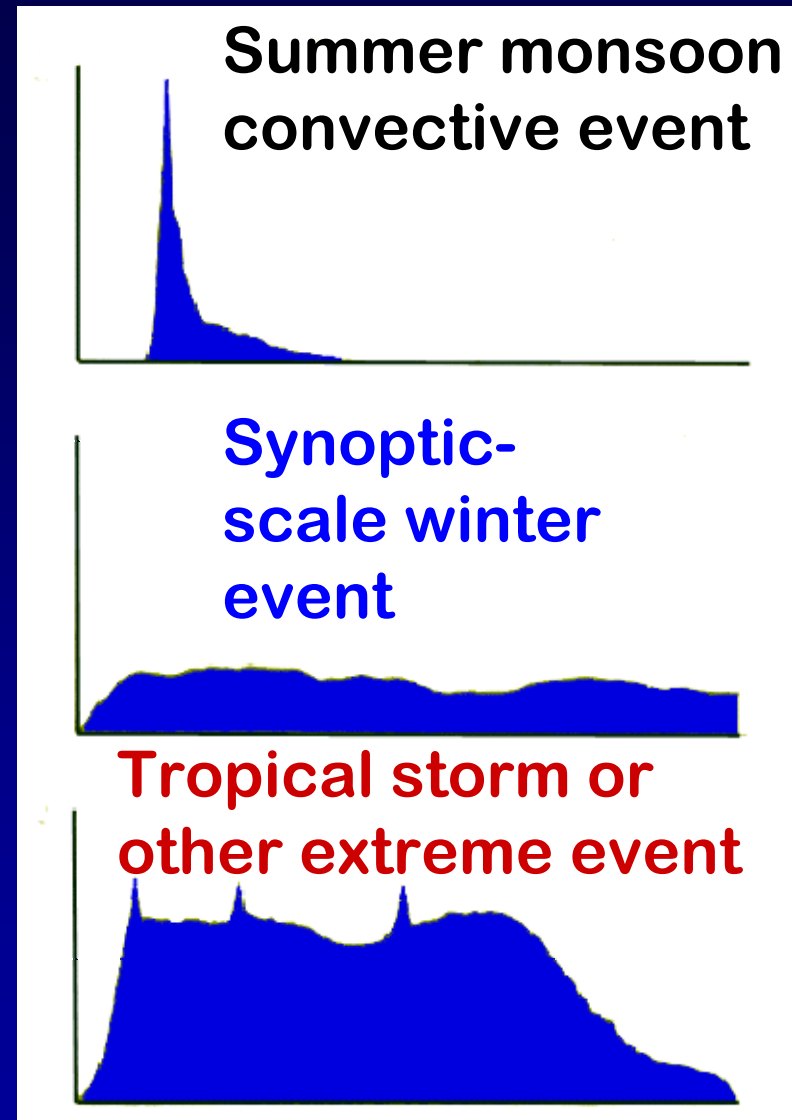 Summer monsoon
convective event
Synoptic-
scale winter
event
Tropical storm or
other extreme event